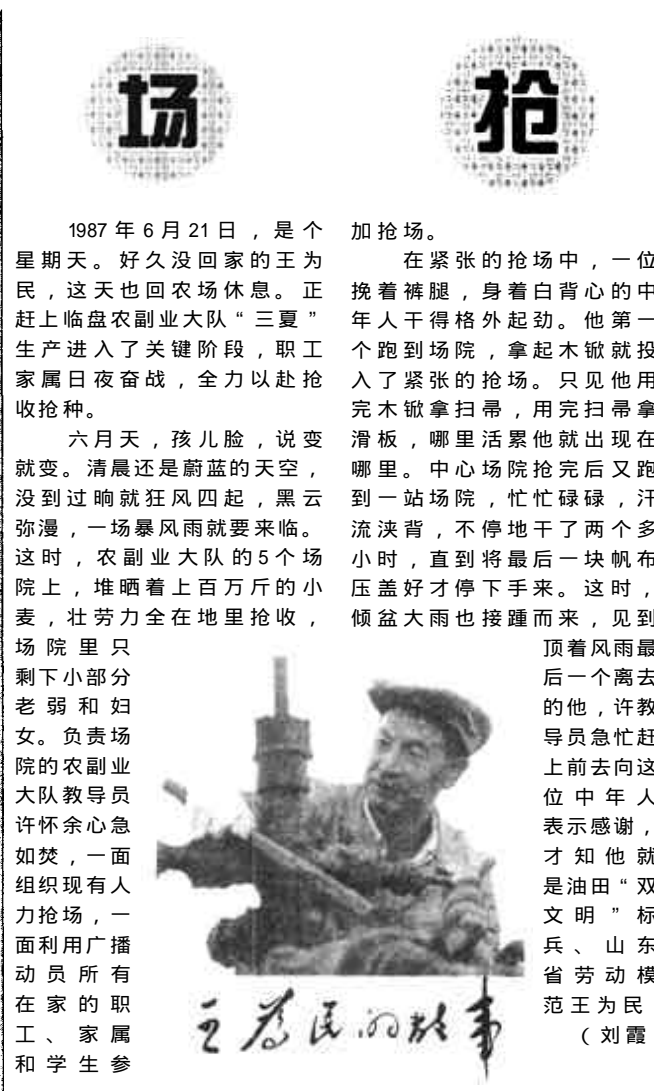 场 抢
1987年6月21日，是个
星期天。好久没回家的王为
民，这天也回农场休息。正
赶上临盘农副业大队“三夏”
生产进入了关键阶段，职工
家属日夜奋战，全力以赴抢
收抢种。
六月天，孩儿脸，说变
就变。清晨还是蔚蓝的天空，
没到过晌就狂风四起，黑云
弥漫，一场暴风雨就要来临。
这时，农副业大队的5个场
院上，堆晒着上百万斤的小
麦，壮劳力全在地里抢收，
场院里只
剩下小部分
老弱和妇
女。负责场
院的农副业
大队教导员
许怀余心急
如焚，一面
组织现有人
力抢场，一
面利用广播
动员所有
在家的职
工、家属
和学生参
加抢场。
在紧张的抢场中，一位
挽着裤腿，身着白背心的中
年人干得格外起劲。他第一
个跑到场院，拿起木锨就投
入了紧张的抢场。只见他用
完木锨拿扫帚，用完扫帚拿
滑板，哪里活累他就出现在
哪里。中心场院抢完后又跑
到一站场院，忙忙碌碌，汗
流浃背，不停地干了两个多
小时，直到将最后一块帆布
压盖好才停下手来。这时，
倾盆大雨也接踵而来，见到
顶着风雨最
后一个离去
的他，许教
导员急忙赶
上前去向这
位中年人
表示感谢，
才知他就
是油田“双
文明”标
兵、山东
省劳动模
范王为民
（刘霞
王为民的故事